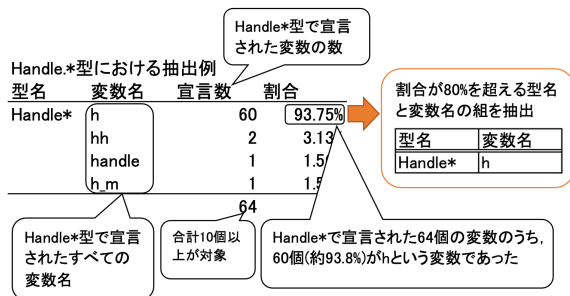 Handle*型で宣言
された変数の数
Handle.*型における抽出例
型名 変数名 宣言数 割合
Handle* h 60 93.75%
hh 2 3.13
handle 1 1.5
h_m 1 1.5
64
割合が80%を超える型名
と変数名の組を抽出
型名 変数名
Handle* h
Handle*型で宣言
されたすべての
変数名
合計10個以
上が対象
Handle*で宣言された64個の変数のうち,
60個(約93.8%)がhという変数であった